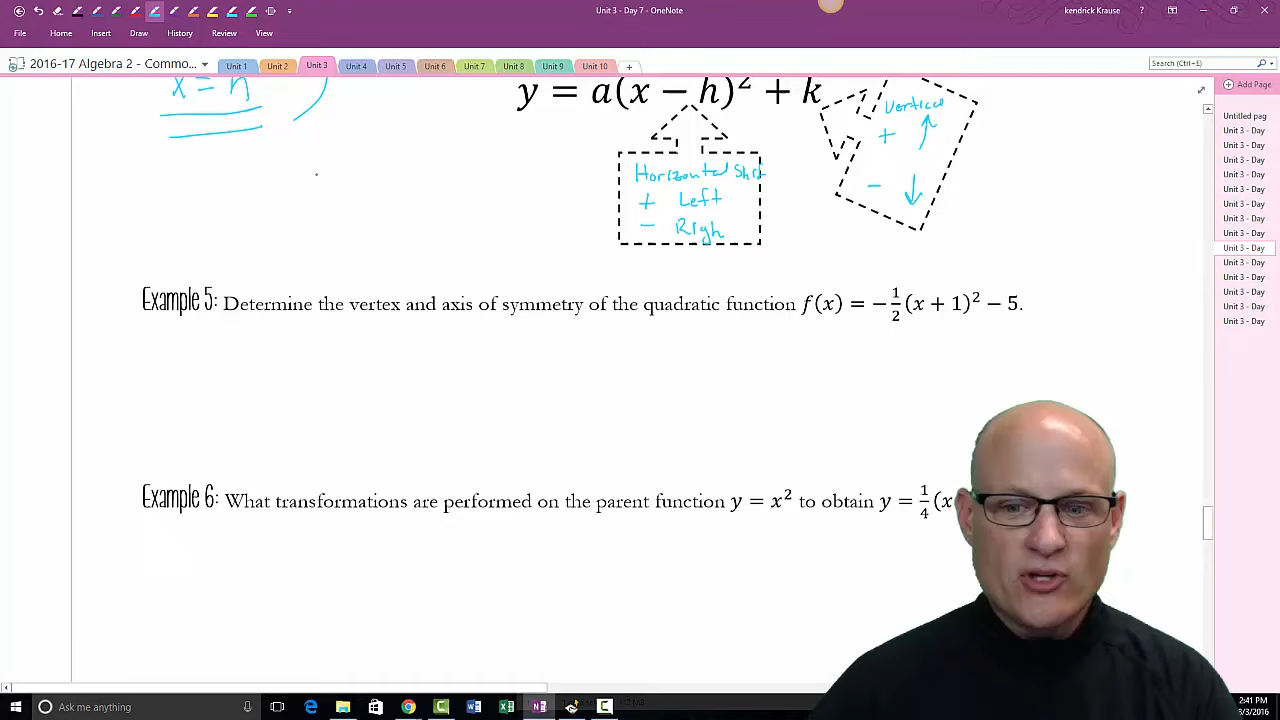 Unit 3 - Day 7 - OneNote
kendrick Krause
File
Home
Insert
Draw
History
Review
View
2016-17 Algebra 2 - Commo...
Unit 1
Unit 2
Unit 3
Unit 4
Unit 5
Unit 6
Unit 7
Unit 8
Unit 9
Unit 10
Search (Ctrl+E)
Add Page
Untitled pag
Unit 3 - Day
Unit 3 - Day
Unit 3 - Day
Unit 3 - Day
Unit 3 - Day
Unit 3 - Day
Unit 3 - Day
Unit 3 - Day
Unit 3 - Day
Unit 3 - Day
Unit 3 - Day
Unit 3 - Day
Unit 3 - Day
Unit 3 - Day
x = h
y = a(x − h)² + k
Vertical
+ ↑
− ↓
Horizontal
+ Left
− Righ
Example 5: Determine the vertex and axis of symmetry of the quadratic function f(x) = −1/2(x + 1)² − 5.
Example 6: What transformations are performed on the parent function y = x² to obtain y = 1/4(x
Ask me anything
2:41 PM
/3/2016